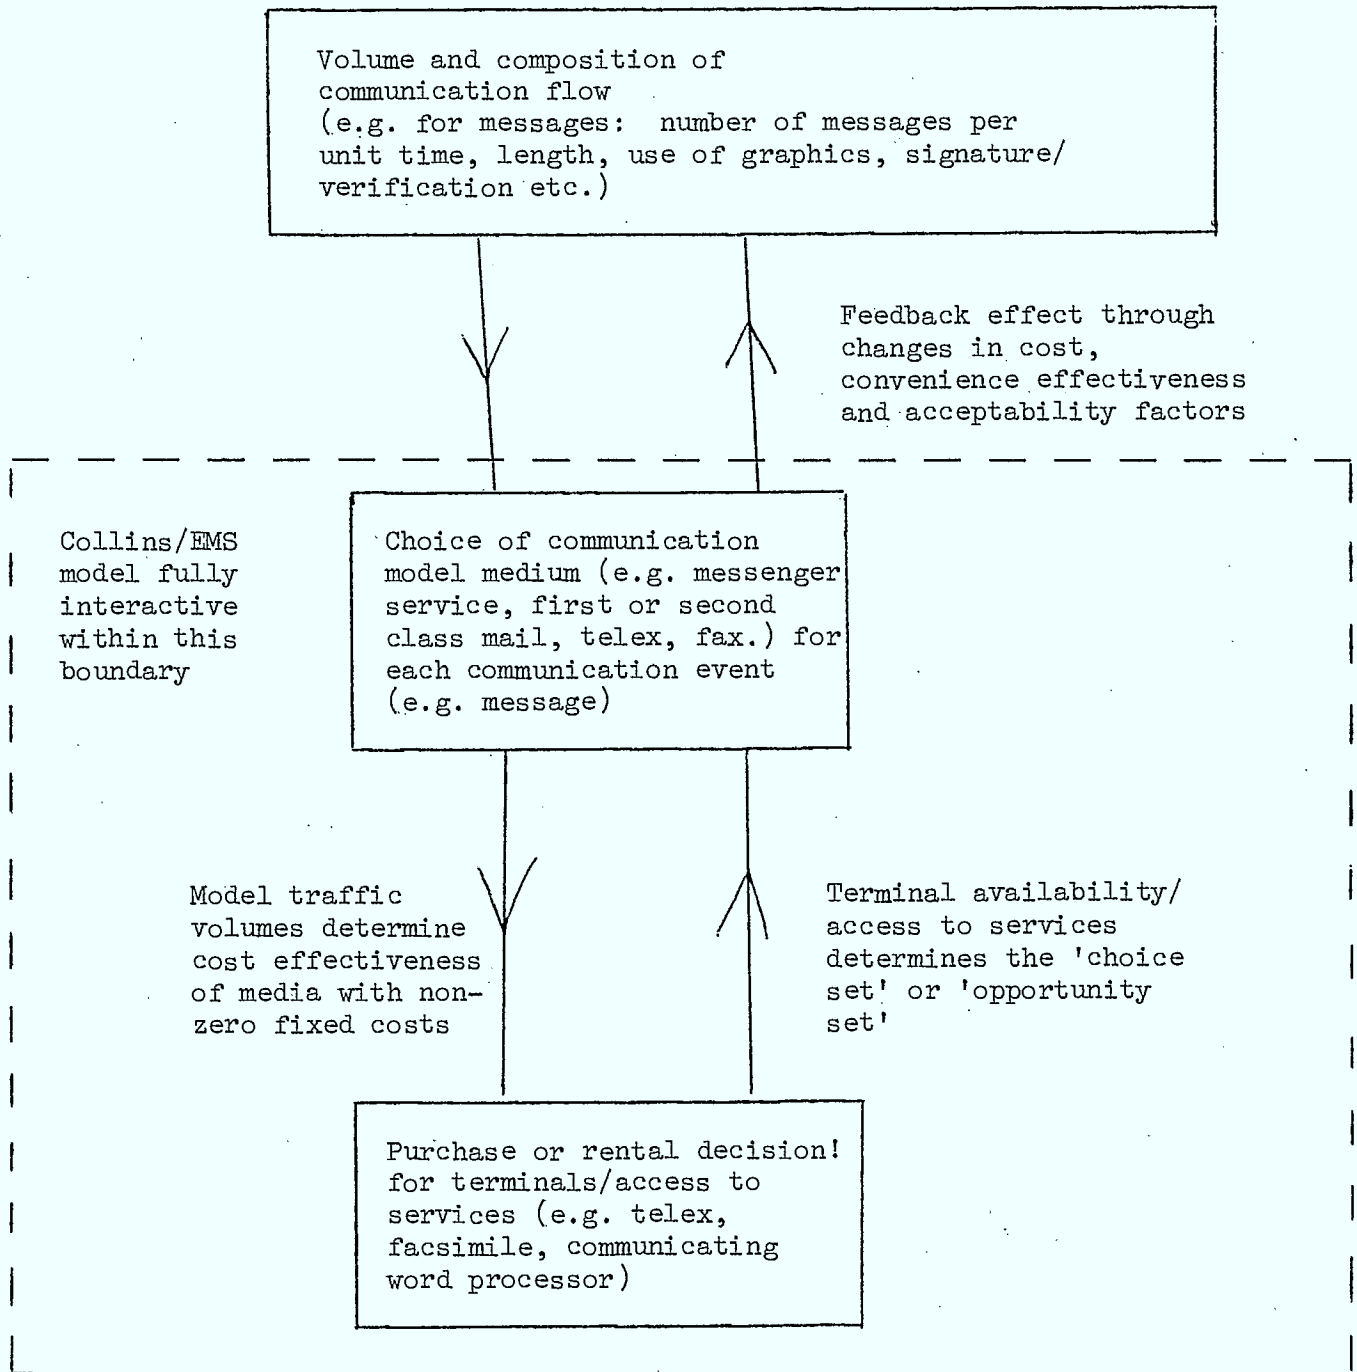 Volume and composition of
communication flow
(e.g. for messages: number of messages per
unit time, length, use of graphics, signature/
verification etc.)
Feedback effect through
changes in cost,
convenience effectiveness
and acceptability factors
Collins/EMS
model fully
interactive
within this
boundary
Choice of communication
model medium (e.g. messenger
service, first or second
class mail, telex, fax.) for
each communication event
(e.g. message)
Model traffic
volumes determine
cost effectiveness
of media with non-
zero fixed costs
Terminal availability/
access to services
determines the 'choice
set' or 'opportunity
set'
Purchase or rental decision!
for terminals/access to
services (e.g. telex,
facsimile, communicating
word processor)